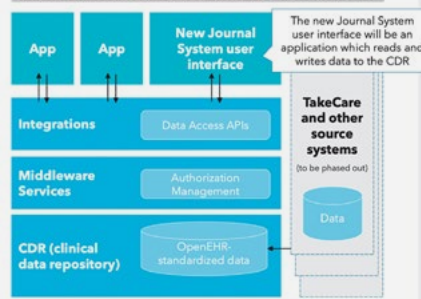 App
App
New Journal
System user
interface
The new Journal System
user interface will be an
application which reads and
writes data to the CDR
Integrations
Data Access APIs
Middleware
Services
Authorization
Management
CDR (clinical
data repository)
OpenEHR-
standardized data
TakeCare
and other
source
systems
(to be phased out)
Data